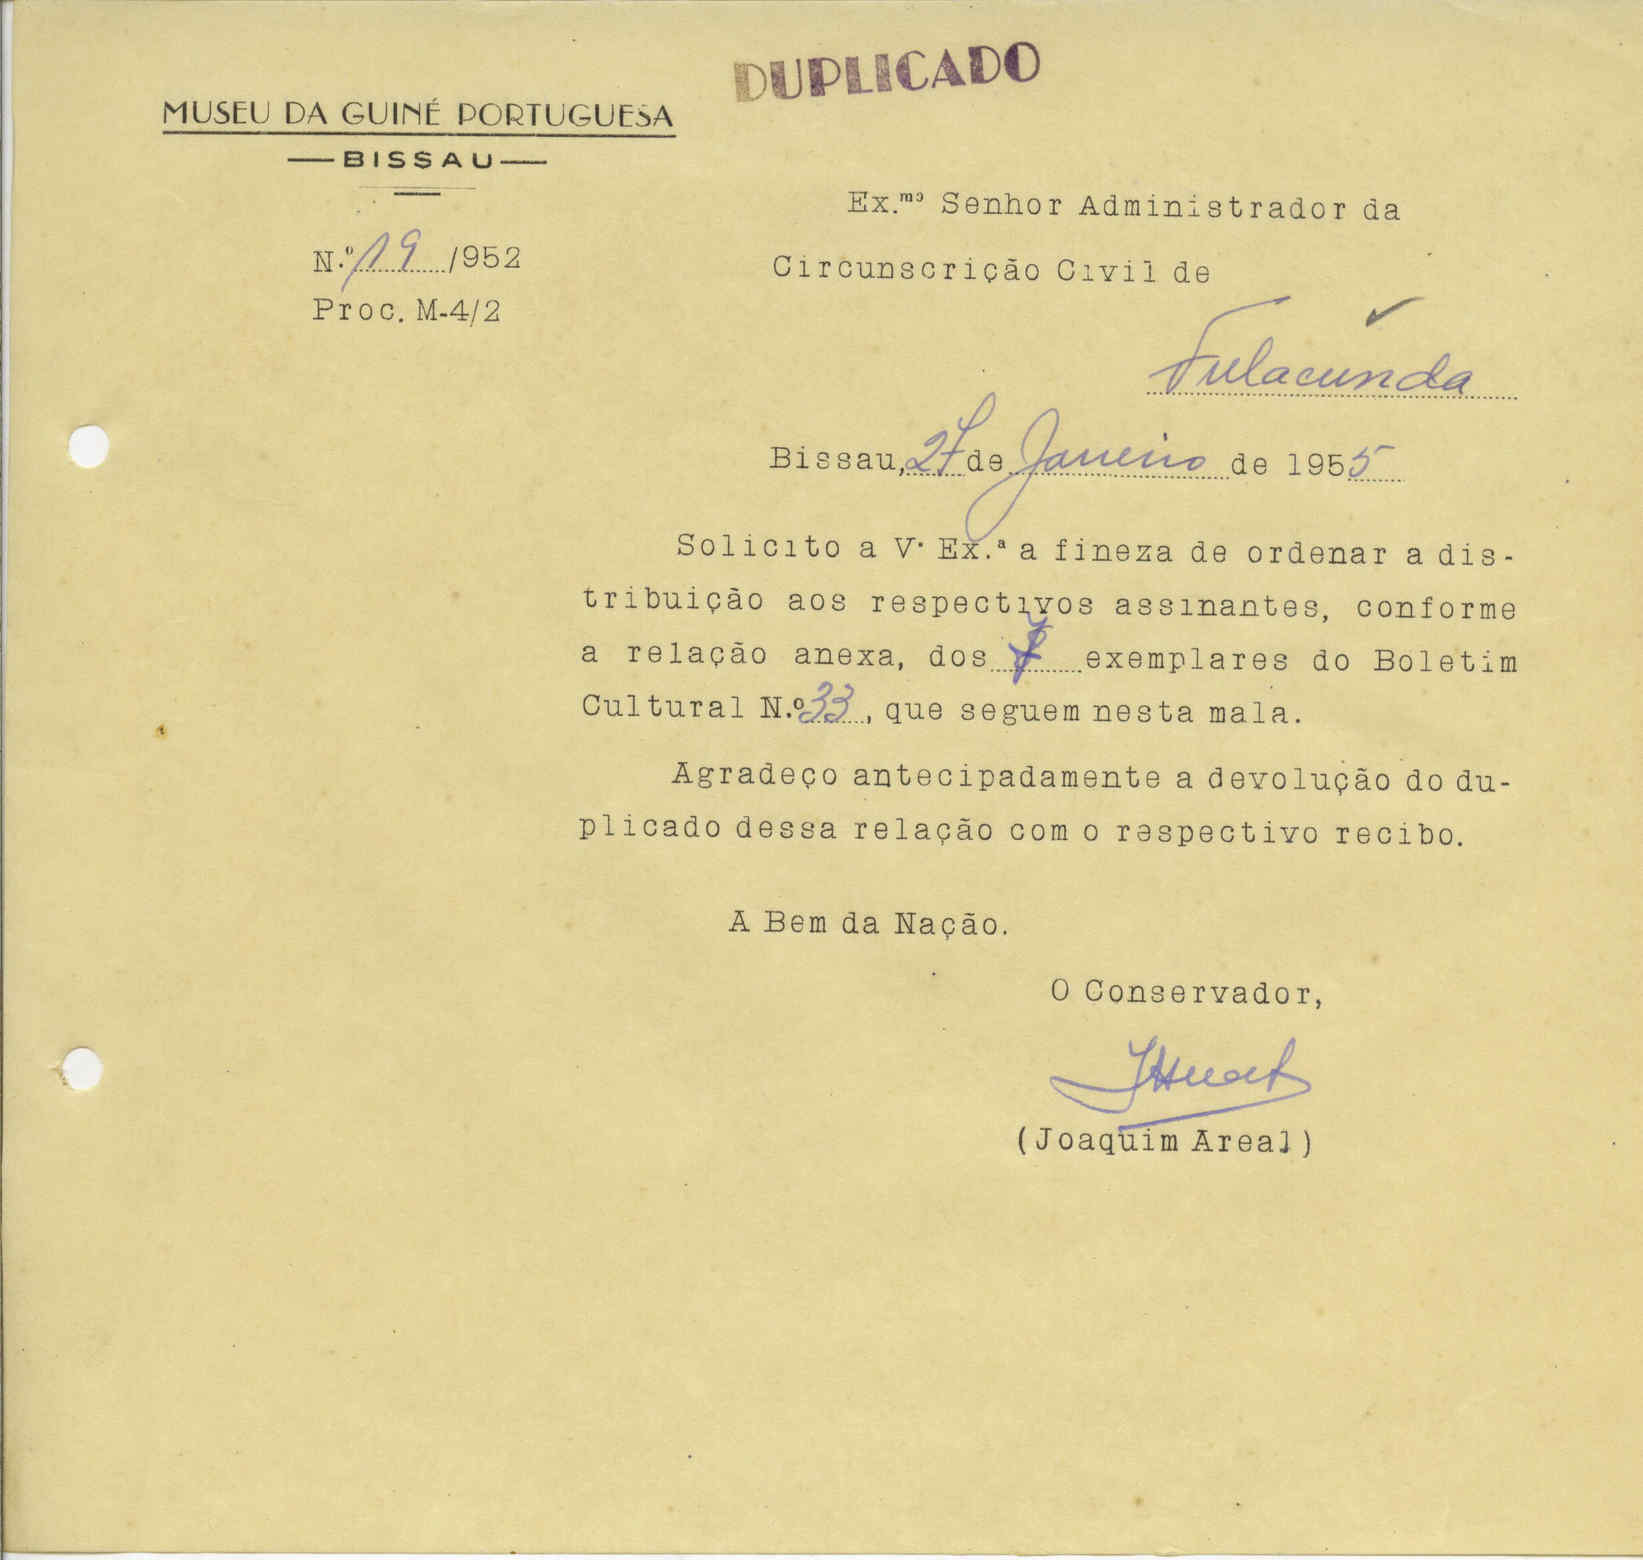 DUPLICADO
MUSEU DA GUINÉ PORTUGUESA
—BISSAU—
N.º 19 /952
Proc. M-4/2
Ex.mo Senhor Administrador da
Circunscrição Civil de
Fulacunda
Bissau, 27 de Janeiro de 1955
Solicito a V. Ex.ª a fineza de ordenar a dis-
tribuição aos respectivos assinantes, conforme
a relação anexa, dos exemplares do Boletim
Cultural N.º 33, que seguem nesta mala.
Agradeço antecipadamente a devolução do du-
plicado dessa relação com o respectivo recibo.
A Bem da Nação.
O Conservador,
(Joaquim Areal)